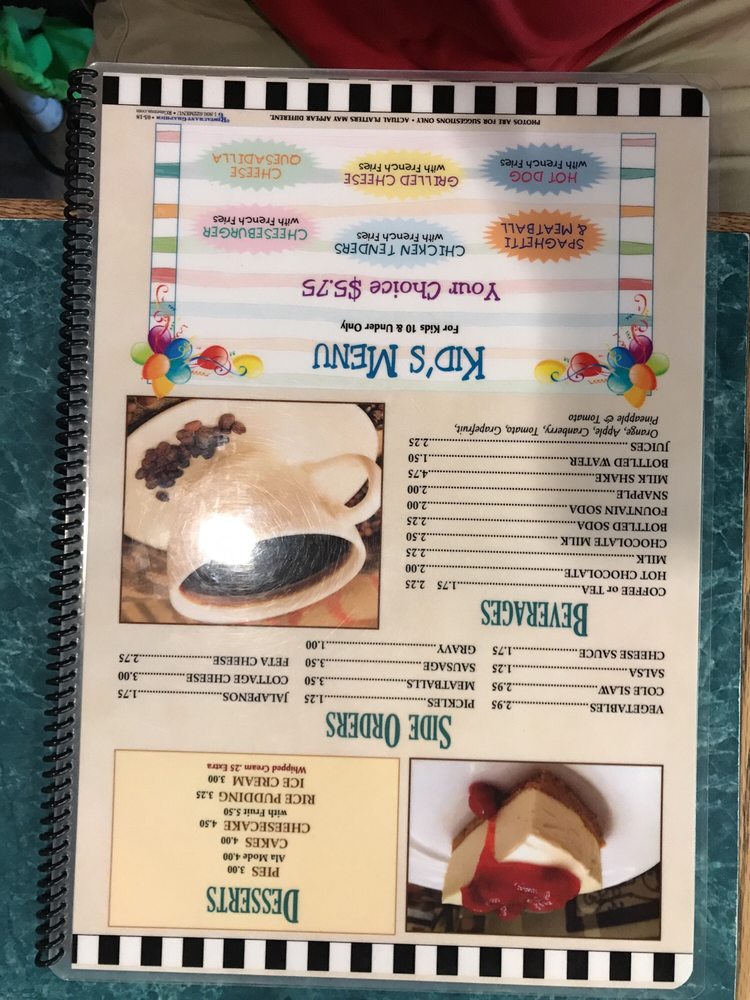 DESSERTS
PIES 3.00
Ala Mode 4.00
CAKES 4.00
CHEESECAKE 4.50
with Fruit 5.50
RICE PUDDING 3.25
ICE CREAM 3.00
Whipped Cream .25 Extra
SIDE ORDERS
VEGETABLES 2.95
COLE SLAW 2.95
SALSA 1.25
CHEESE SAUCE 1.75
PICKLES 1.25
MEATBALLS 3.50
SAUSAGE 3.50
GRAVY 1.00
JALAPENOS 1.75
COTTAGE CHEESE 3.00
FETA CHEESE 2.75
BEVERAGES
COFFEE or TEA 1.75 2.25
HOT CHOCOLATE 2.00
MILK 2.25
CHOCOLATE MILK 2.50
BOTTLED SODA 2.25
FOUNTAIN SODA 2.00
SNAPPLE 2.00
MILK SHAKE 4.75
BOTTLED WATER 1.50
JUICES 2.25
Orange, Apple, Cranberry, Tomato, Grapefruit,
Pineapple & Tomato
KID'S MENU
For Kids 10 & Under Only
Your Choice $5.75
SPAGHETTI
& MEATBALL
CHICKEN TENDERS
with French Fries
CHEESEBURGER
with French Fries
HOT DOG
with French Fries
GRILLED CHEESE
with French Fries
CHEESE
QUESADILLA
PHOTOS ARE FOR SUGGESTIONS ONLY • ACTUAL PLATTERS MAY APPEAR DIFFERENT.